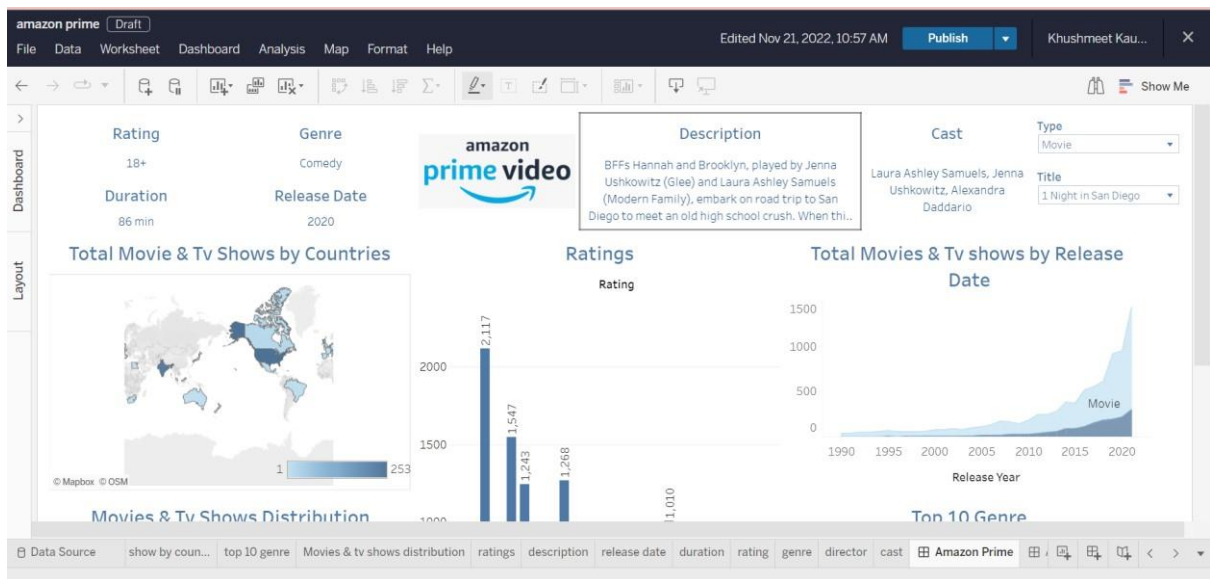 amazon prime Draft
File Data Worksheet Dashboard Analysis Map Format Help
Edited Nov 21, 2022, 10:57 AM
Publish
Khushmeet Kau...
Show Me
Dashboard
Layout
Rating
18+
Duration
86 min
Genre
Comedy
Release Date
2020
amazon
prime video
Description
BFFs Hannah and Brooklyn, played by Jenna
Ushkowitz (Glee) and Laura Ashley Samuels
(Modern Family), embark on road trip to San
Diego to meet an old high school crush. When thi..
Cast
Laura Ashley Samuels, Jenna
Ushkowitz, Alexandra
Daddario
Type
Movie
Title
1 Night in San Diego
Total Movie & Tv Shows by Countries
1
253
© Mapbox © OSM
Movies & Tv Shows Distribution
Ratings
Rating
2000
1500
1000
2,117
1,547
1,243
1,268
1,010
Total Movies & Tv shows by Release
Date
1500
1000
500
0
Movie
1990 1995 2000 2005 2010 2015 2020
Release Year
Top 10 Genre
Data Source show by coun... top 10 genre Movies & tv shows distribution ratings description release date duration rating genre director cast Amazon Prime